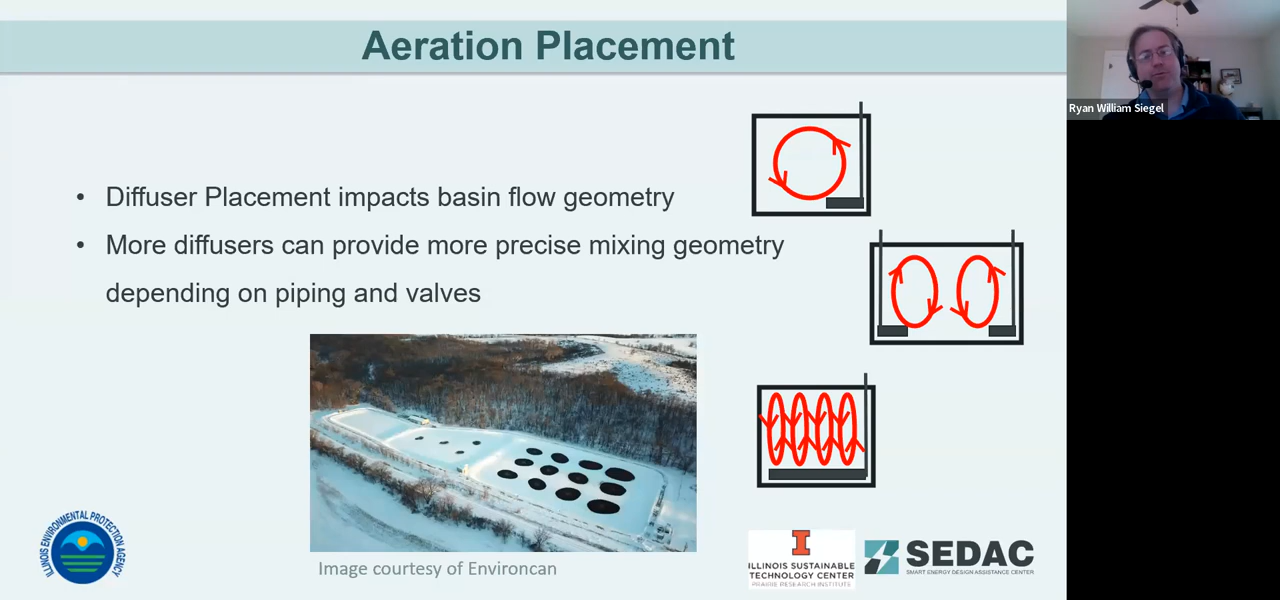 Aeration Placement
Ryan William Siegel
• Diffuser Placement impacts basin flow geometry
• More diffusers can provide more precise mixing geometry
depending on piping and valves
Image courtesy of Environcan
ILLINOIS ENVIRONMENTAL PROTECTION AGENCY
I
ILLINOIS SUSTAINABLE
TECHNOLOGY CENTER
PRAIRIE RESEARCH INSTITUTE
SEDAC
SMART ENERGY DESIGN ASSISTANCE CENTER